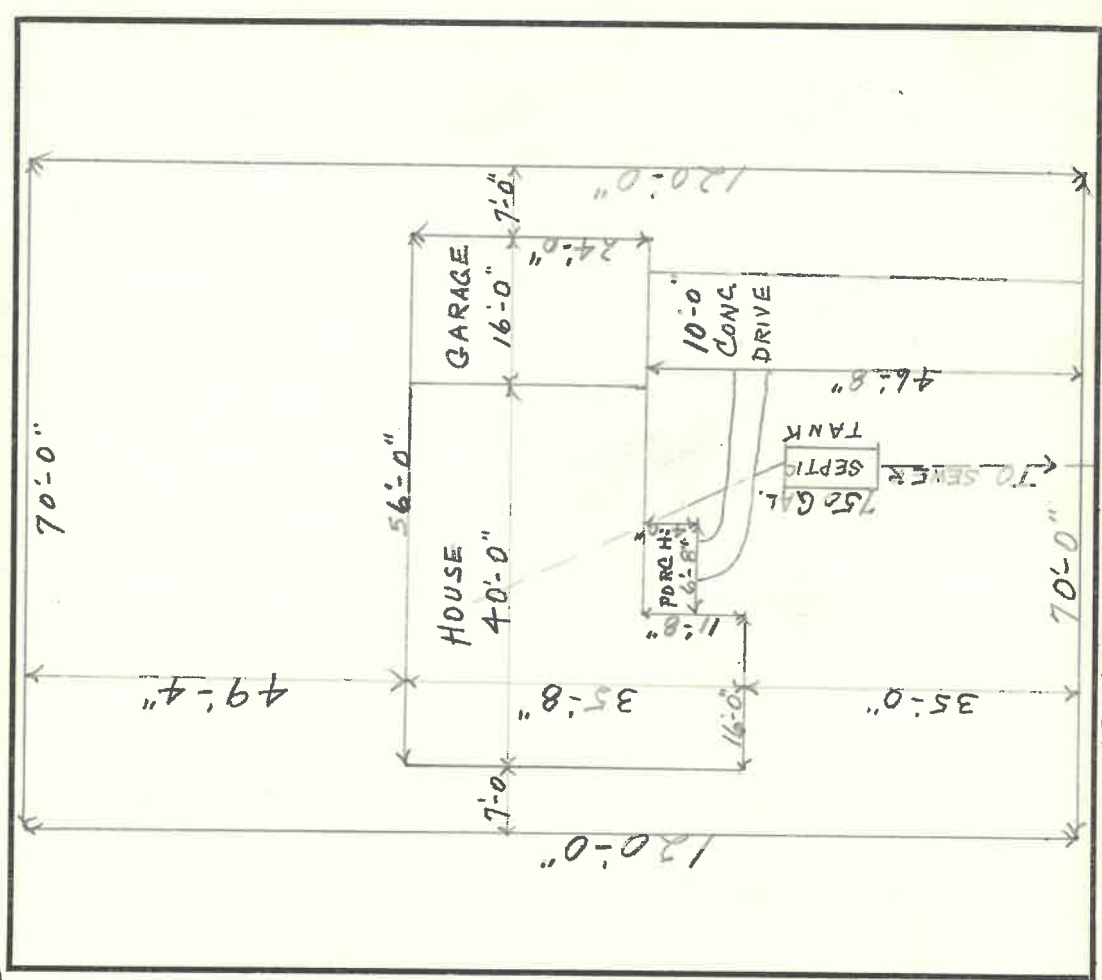 70'-0"
120'-0"
7'-0"
24'-0"
GARAGE
16'-0"
10'-0"
CONC.
DRIVE
46'-8"
56'-0"
HOUSE
40'-0"
750 GAL.
SEPTIC
TANK
TO SEWER
PORCH
6'-8"
11'-8"
49'-4"
35'-8"
16'-0"
35'-0"
7'-0
120'-0"
70'-0"